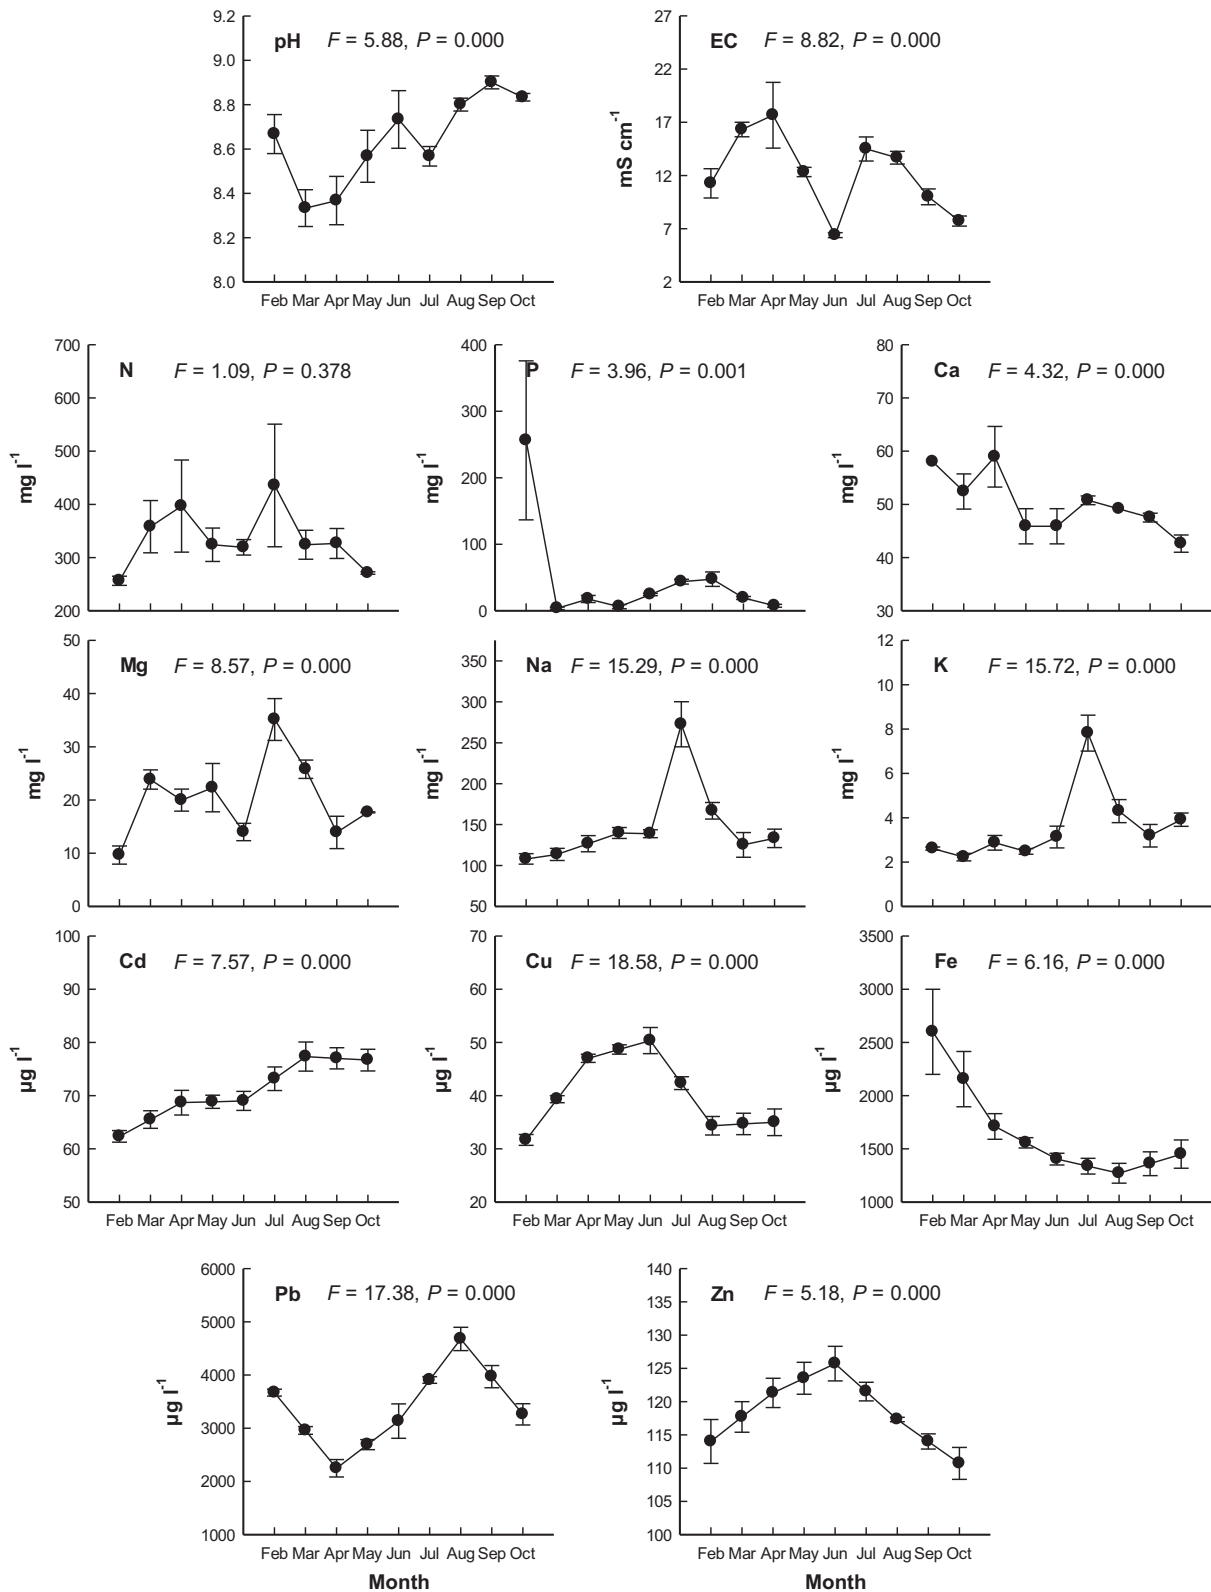 pH F = 5.88, P = 0.000
9.2
9.0
8.8
8.6
8.4
8.2
8.0
Feb Mar Apr May Jun Jul Aug Sep Oct
EC F = 8.82, P = 0.000
mS cm-1
27
22
17
12
7
2
Feb Mar Apr May Jun Jul Aug Sep Oct
N F = 1.09, P = 0.378
mg l-1
700
600
500
400
300
200
P F = 3.96, P = 0.001
mg l-1
400
300
200
100
0
Ca F = 4.32, P = 0.000
mg l-1
80
70
60
50
40
30
Mg F = 8.57, P = 0.000
mg l-1
50
40
30
20
10
0
Na F = 15.29, P = 0.000
mg l-1
350
300
250
200
150
100
50
K F = 15.72, P = 0.000
mg l-1
12
10
8
6
4
2
0
Cd F = 7.57, P = 0.000
µg l-1
100
90
80
70
60
50
Feb Mar Apr May Jun Jul Aug Sep Oct
Cu F = 18.58, P = 0.000
70
60
50
40
30
20
Feb Mar Apr May Jun Jul Aug Sep Oct
µg l-1
Fe F = 6.16, P = 0.000
µg l-1
3500
3000
2500
2000
1500
1000
Feb Mar Apr May Jun Jul Aug Sep Oct
Pb F = 17.38, P = 0.000
µg l-1
6000
5000
4000
3000
2000
1000
Feb Mar Apr May Jun Jul Aug Sep Oct
Month
Zn F = 5.18, P = 0.000
µg l-1
140
135
130
125
120
115
110
105
100
Feb Mar Apr May Jun Jul Aug Sep Oct
Month